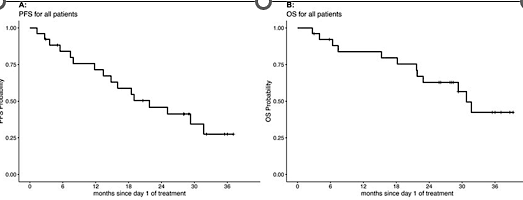 A:
PFS for all patients
PFS Probability
1.00
0.75
0.50
0.25
0.00
0 6 12 18 24 30 36
months since day 1 of treatment
B:
OS for all patients
OS Probability
1.00
0.75
0.50
0.25
0.00
0 6 12 18 24 30 36
months since day 1 of treatment